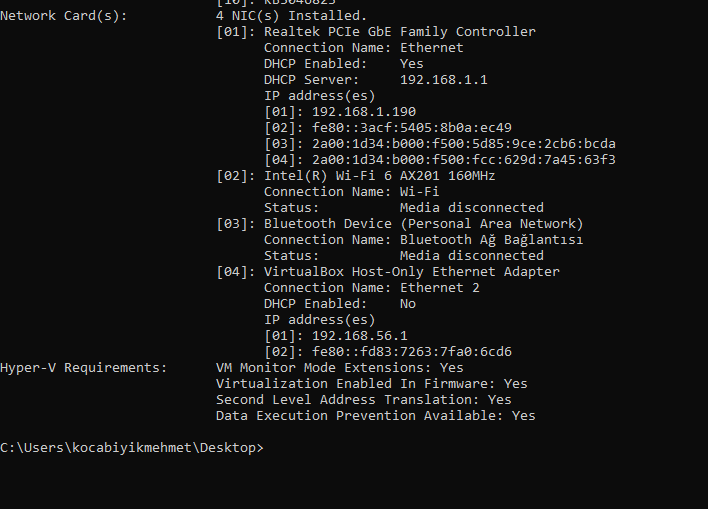 [10]: KB5046823
Network Card(s): 4 NIC(s) Installed.
[01]: Realtek PCIe GbE Family Controller
Connection Name: Ethernet
DHCP Enabled: Yes
DHCP Server: 192.168.1.1
IP address(es)
[01]: 192.168.1.190
[02]: fe80::3acf:5405:8b0a:ec49
[03]: 2a00:1d34:b000:f500:5d85:9ce:2cb6:bcda
[04]: 2a00:1d34:b000:f500:fcc:629d:7a45:63f3
[02]: Intel(R) Wi-Fi 6 AX201 160MHz
Connection Name: Wi-Fi
Status: Media disconnected
[03]: Bluetooth Device (Personal Area Network)
Connection Name: Bluetooth Ağ Bağlantısı
Status: Media disconnected
[04]: VirtualBox Host-Only Ethernet Adapter
Connection Name: Ethernet 2
DHCP Enabled: No
IP address(es)
[01]: 192.168.56.1
[02]: fe80::fd83:7263:7fa0:6cd6
Hyper-V Requirements: VM Monitor Mode Extensions: Yes
Virtualization Enabled In Firmware: Yes
Second Level Address Translation: Yes
Data Execution Prevention Available: Yes
C:\Users\kocabiyikmehmet\Desktop>